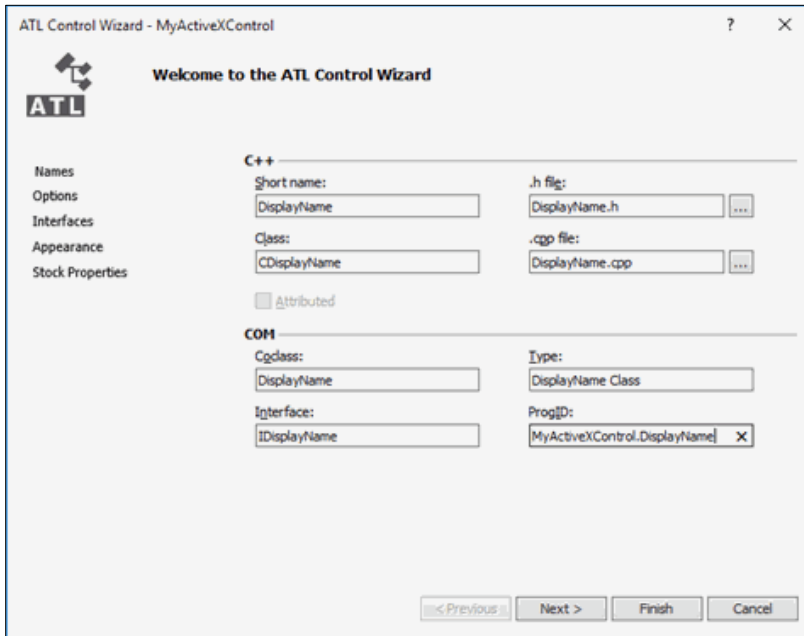 ATL Control Wizard - MyActiveXControl
?
ATL
Welcome to the ATL Control Wizard
Names
Options
Interfaces
Appearance
Stock Properties
C++
Short name:
DisplayName
.h file:
DisplayName.h
...
Class:
CDisplayName
.cpp file:
DisplayName.cpp
...
Attributed
COM
Coclass:
DisplayName
Type:
DisplayName Class
Interface:
IDisplayName
ProgID:
MyActiveXControl.DisplayName
< Previous
Next >
Finish
Cancel